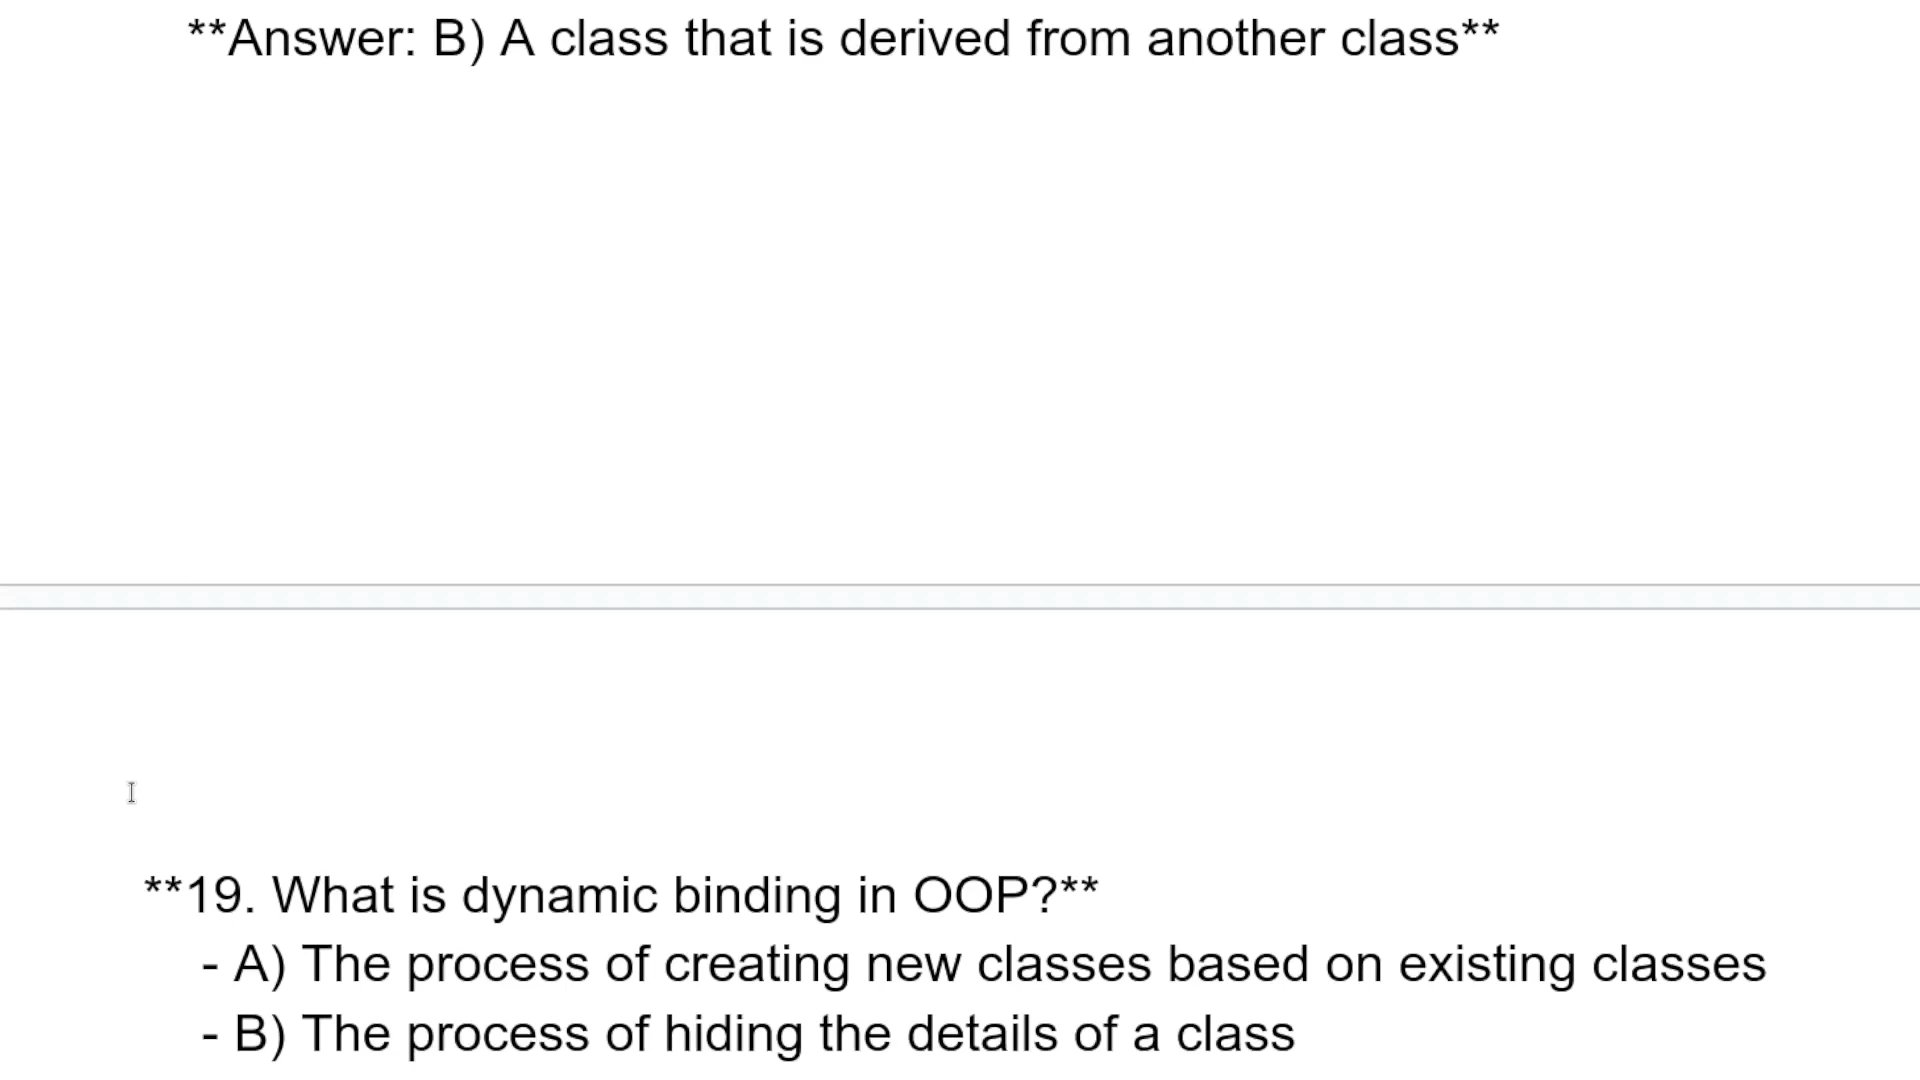 **Answer: B) A class that is derived from another class**
**19. What is dynamic binding in OOP?**
- A) The process of creating new classes based on existing classes
- B) The process of hiding the details of a class